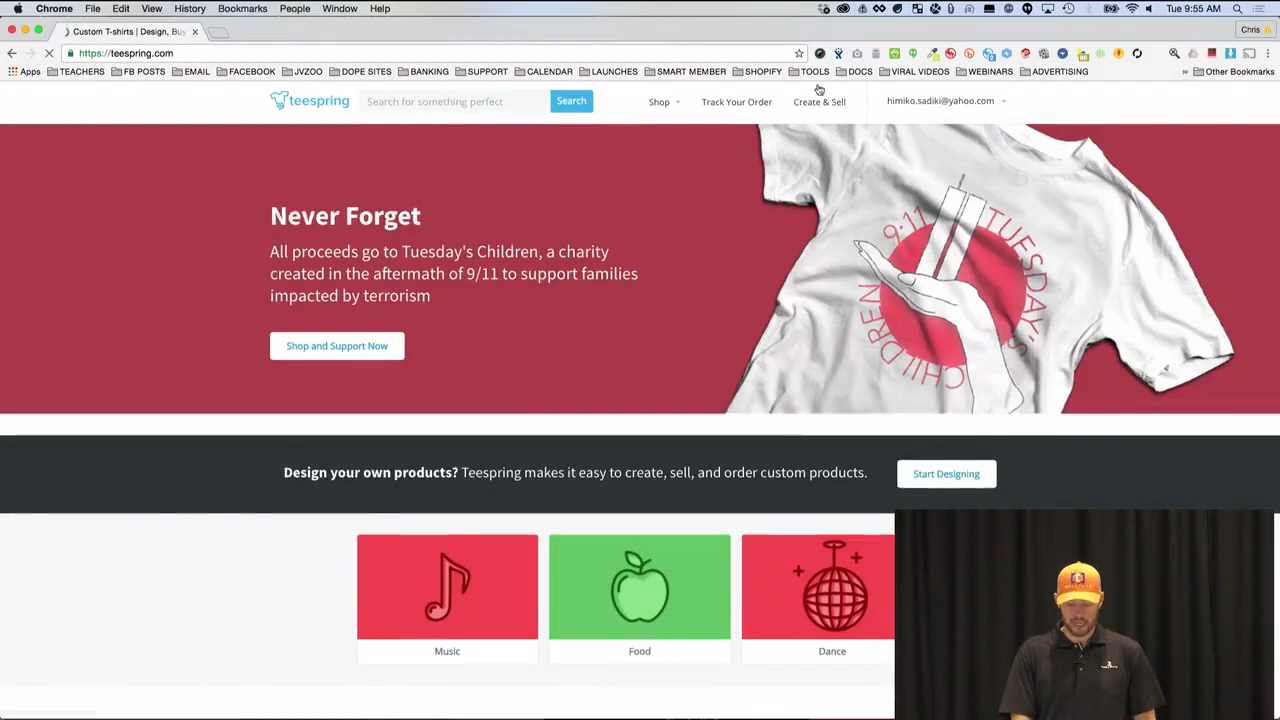 Chrome File Edit View History Bookmarks People Window Help Tue 9:55 AM
Custom T-shirts | Design, Buy Chris
https://teespring.com
Apps TEACHERS FB POSTS EMAIL FACEBOOK JVZOO DOPE SITES BANKING SUPPORT CALENDAR LAUNCHES SMART MEMBER SHOPIFY TOOLS DOCS VIRAL VIDEOS WEBINARS ADVERTISING » Other Bookmarks
teespring Search for something perfect Search Shop Track Your Order Create & Sell himiko.sadiki@yahoo.com
Never Forget
All proceeds go to Tuesday's Children, a charity
created in the aftermath of 9/11 to support families
impacted by terrorism
Shop and Support Now
9·11 TUESDAY'S CHILDREN
Design your own products? Teespring makes it easy to create, sell, and order custom products. Start Designing
Music Food Dance